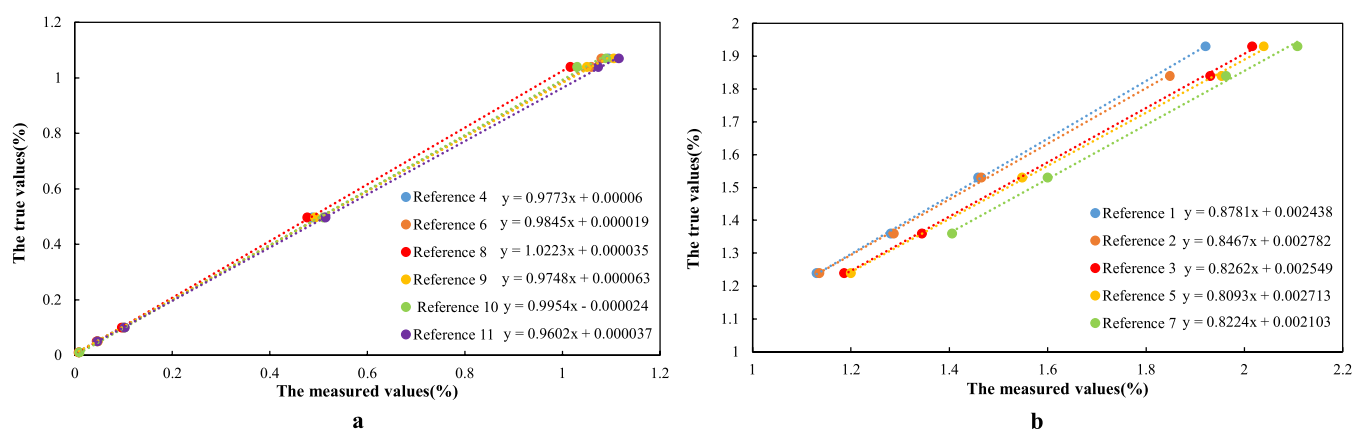 1.2
1
0.8
0.6
0.4
0.2
0
The true values(%)
Reference 4 y = 0.9773x + 0.00006
Reference 6 y = 0.9845x + 0.000019
Reference 8 y = 1.0223x + 0.000035
Reference 9 y = 0.9748x + 0.000063
Reference 10 y = 0.9954x - 0.000024
Reference 11 y = 0.9602x + 0.000037
0 0.2 0.4 0.6 0.8 1 1.2
The measured values(%)
a
2
1.9
1.8
1.7
1.6
1.5
1.4
1.3
1.2
1.1
1
The true values(%)
Reference 1 y = 0.8781x + 0.002438
Reference 2 y = 0.8467x + 0.002782
Reference 3 y = 0.8262x + 0.002549
Reference 5 y = 0.8093x + 0.002713
Reference 7 y = 0.8224x + 0.002103
1 1.2 1.4 1.6 1.8 2 2.2
The measured values(%)
b